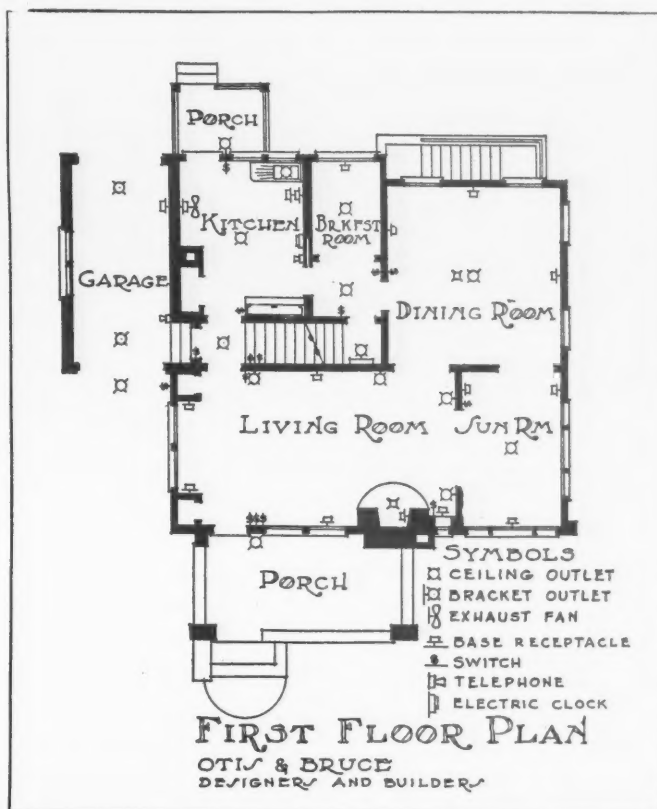 PORCH
KITCHEN
BRKFST
ROOM
GARAGE
DINING ROOM
LIVING ROOM
SUN RM
PORCH
SYMBOLS
CEILING OUTLET
BRACKET OUTLET
EXHAUST FAN
BASE RECEPTACLE
SWITCH
TELEPHONE
ELECTRIC CLOCK
FIRST FLOOR PLAN
OTIS & BRUCE
DESIGNERS AND BUILDERS